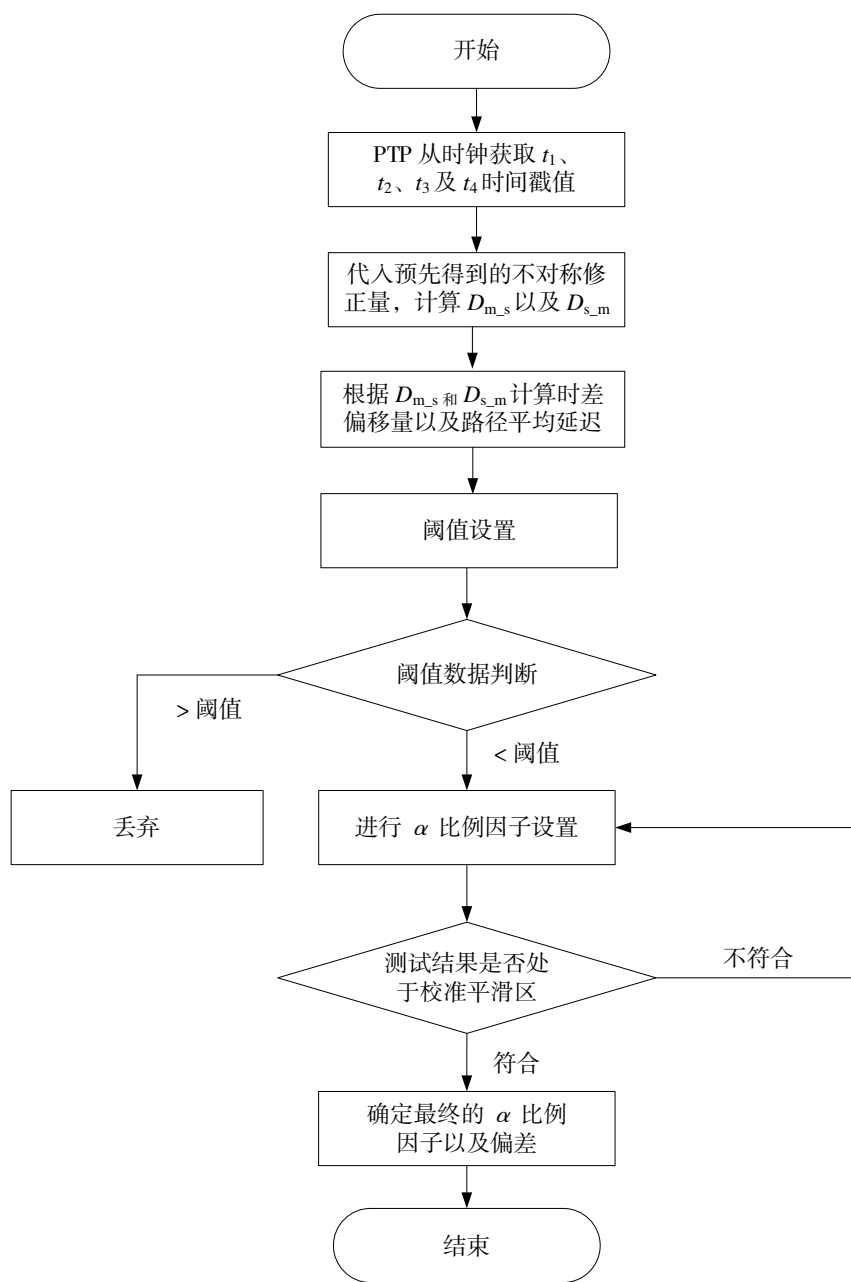 开始
PTP 从时钟获取 t₁、
t₂、t₃ 及 t₄ 时间戳值
代入预先得到的不对称修
正量，计算 Dm_s 以及 Ds_m
根据 Dm_s 和 Ds_m 计算时差
偏移量以及路径平均延迟
阈值设置
阈值数据判断
> 阈值
< 阈值
丢弃
进行 α 比例因子设置
测试结果是否处
于校准平滑区
不符合
符合
确定最终的 α 比例
因子以及偏差
结束